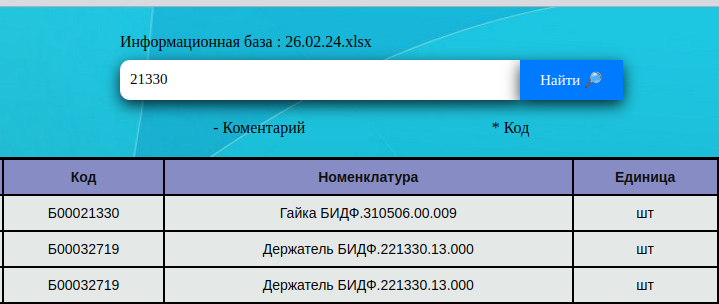 Информационная база : 26.02.24.xlsx
21330 Найти 🔎
- Коментарий * Код
Код Номенклатура Единица
Б00021330 Гайка БИДФ.310506.00.009 шт
Б00032719 Держатель БИДФ.221330.13.000 шт
Б00032719 Держатель БИДФ.221330.13.000 шт